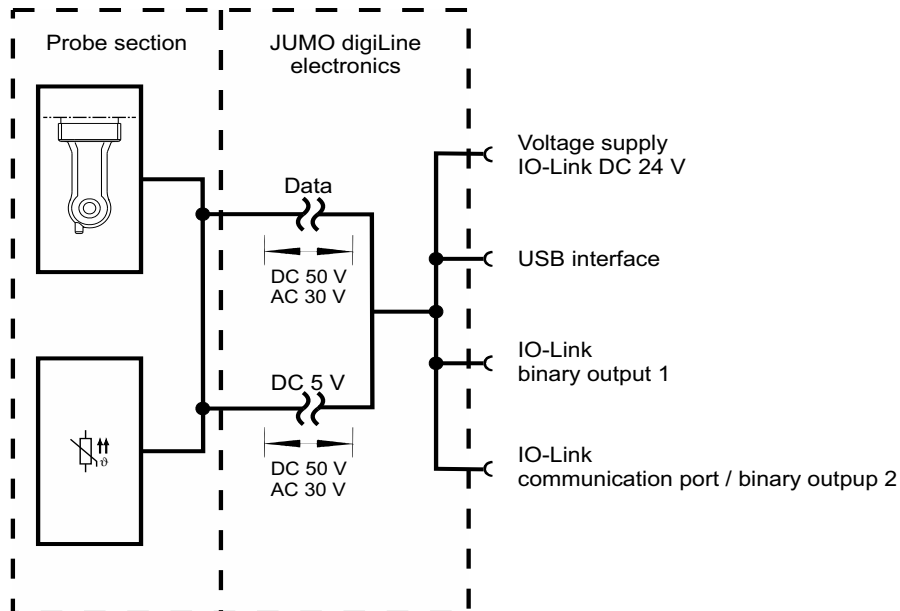 Probe section
JUMO digiLine
electronics
Data
DC 50 V
AC 30 V
DC 5 V
DC 50 V
AC 30 V
ϑ
Voltage supply
IO-Link DC 24 V
USB interface
IO-Link
binary output 1
IO-Link
communication port / binary outpup 2